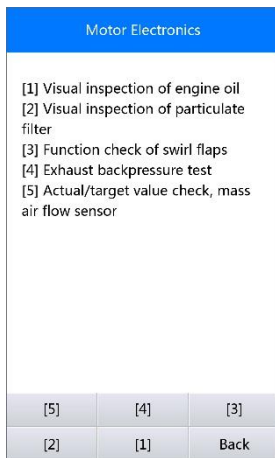 Motor Electronics
[1] Visual inspection of engine oil
[2] Visual inspection of particulate
filter
[3] Function check of swirl flaps
[4] Exhaust backpressure test
[5] Actual/target value check, mass
air flow sensor
[5] [4] [3]
[2] [1] Back